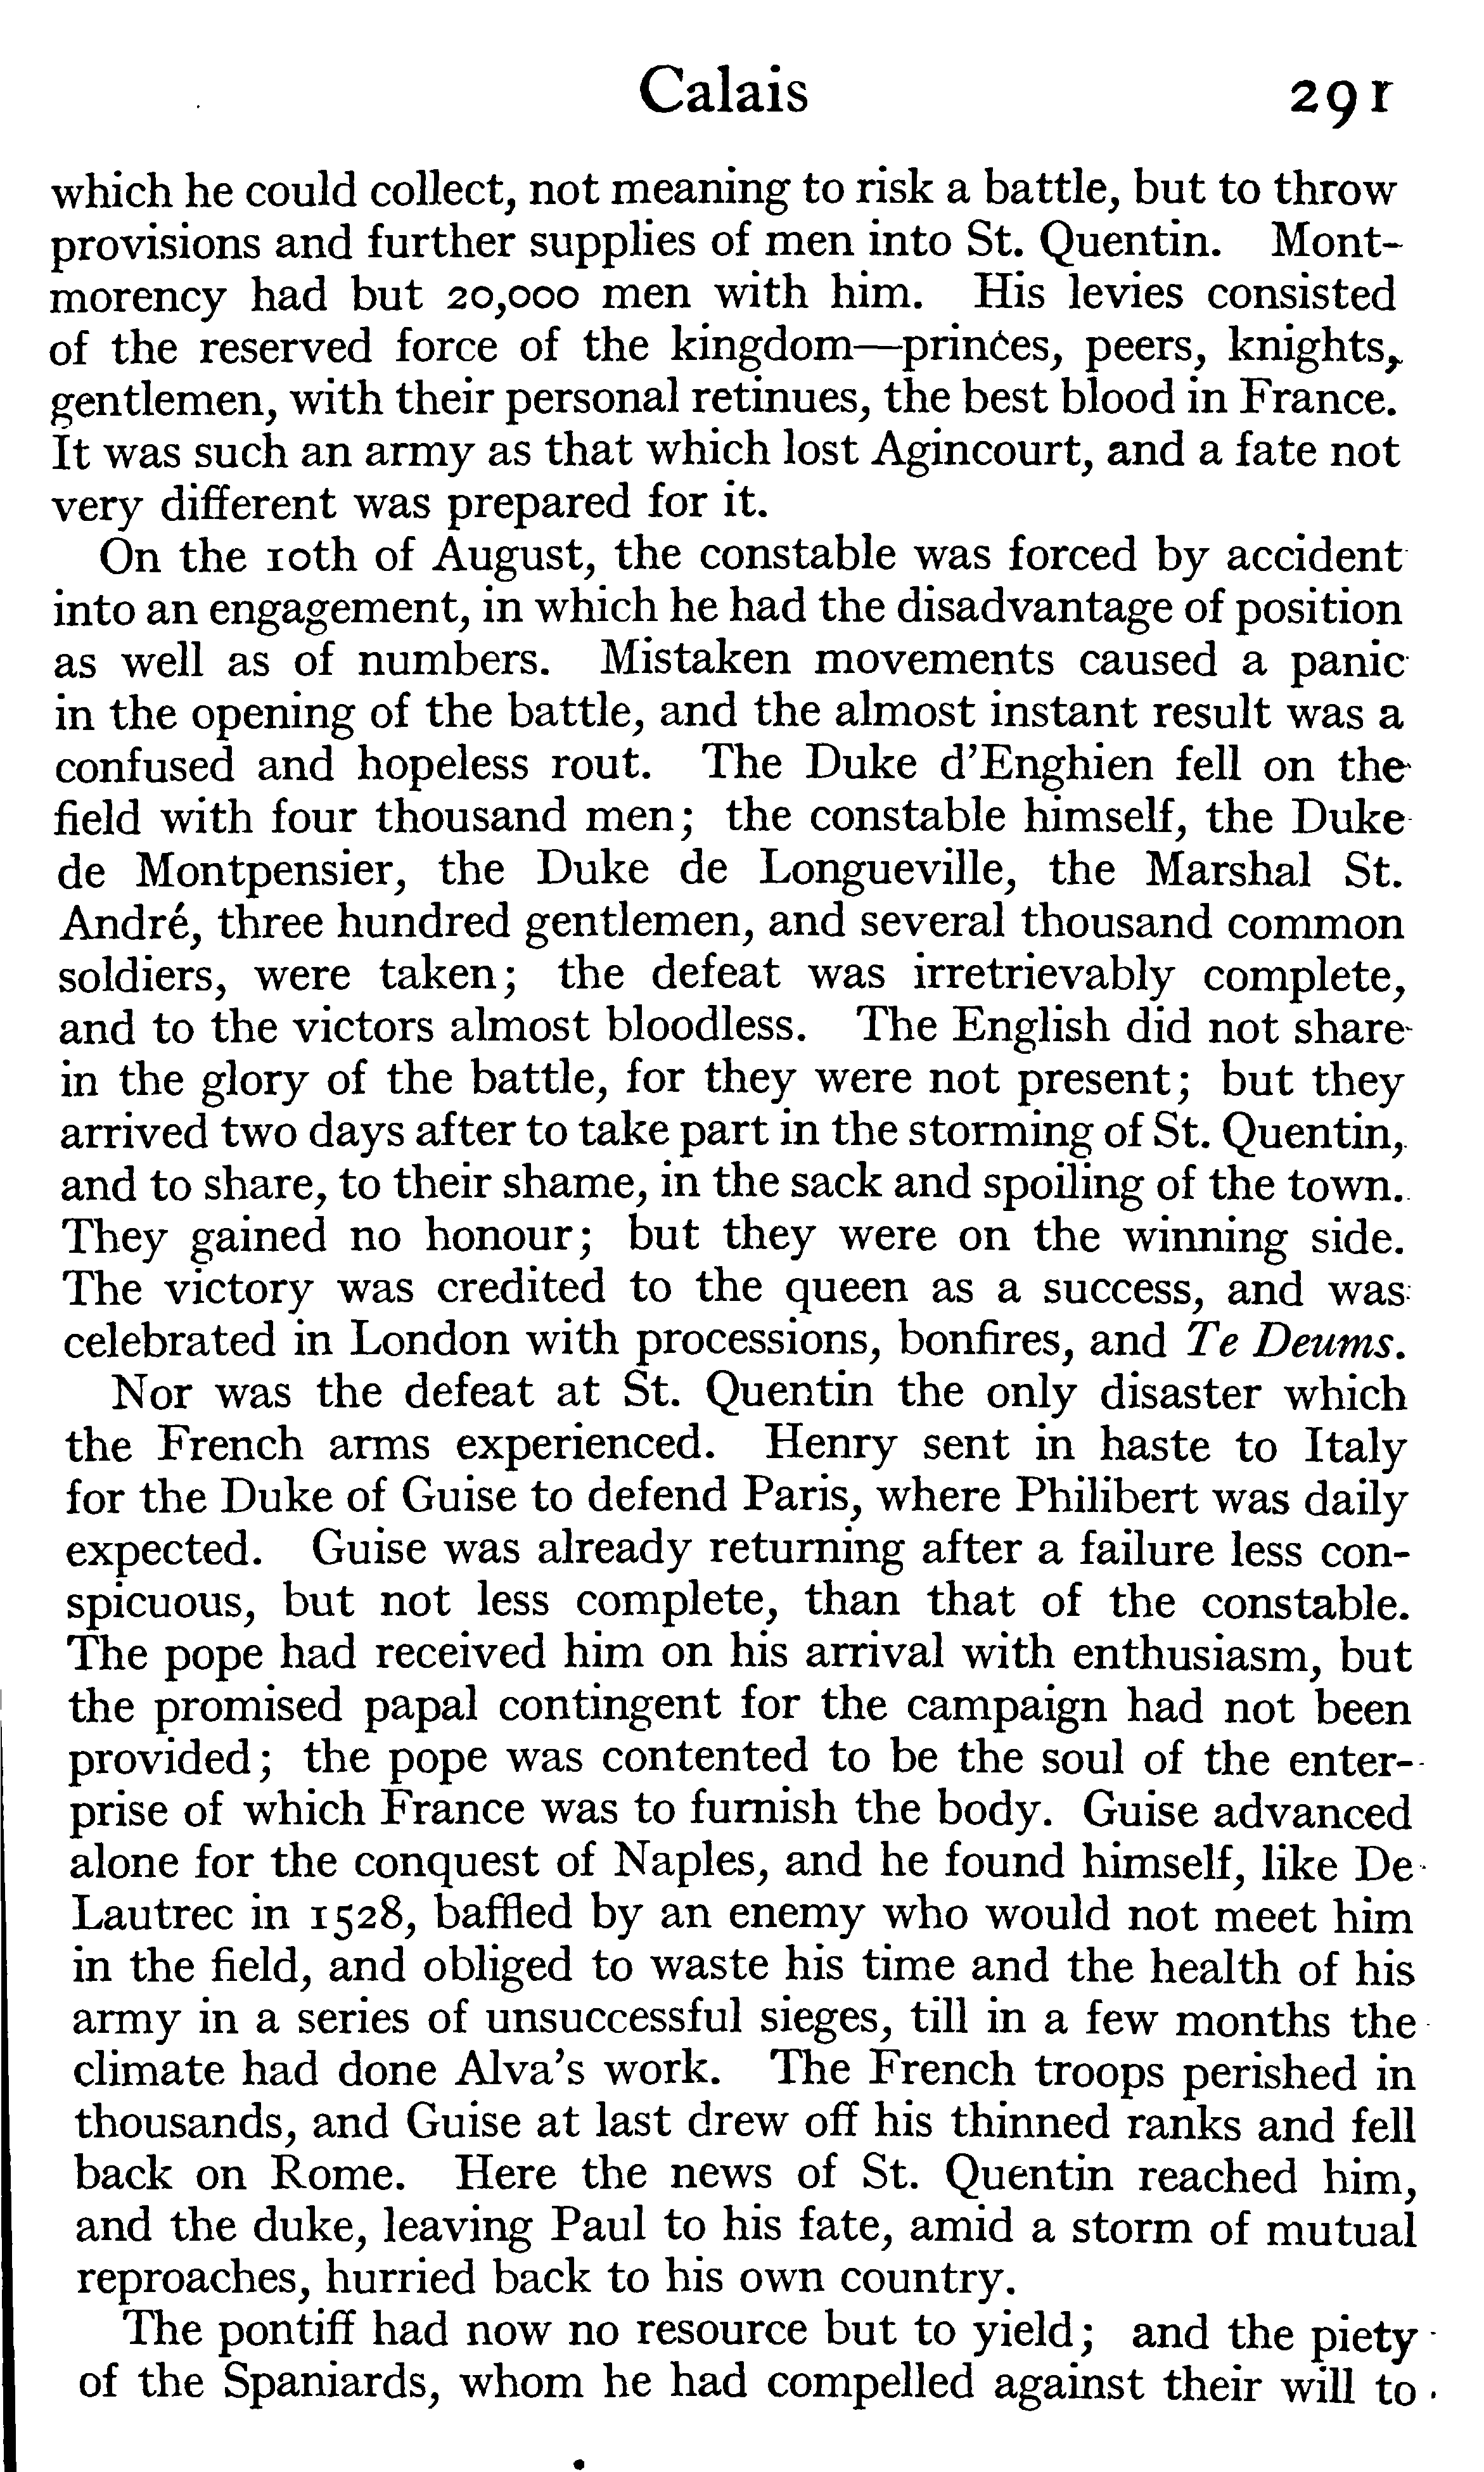 Calais 291
which he could collect, not meaning to risk a battle, but to throw
provisions and further supplies of men into St. Quentin. Mont-
morency had but 20,000 men with him. His levies consisted
of the reserved force of the kingdom—princes, peers, knights,
gentlemen, with their personal retinues, the best blood in France.
It was such an army as that which lost Agincourt, and a fate not
very different was prepared for it.
On the 10th of August, the constable was forced by accident
into an engagement, in which he had the disadvantage of position
as well as of numbers. Mistaken movements caused a panic
in the opening of the battle, and the almost instant result was a
confused and hopeless rout. The Duke d'Enghien fell on the
field with four thousand men; the constable himself, the Duke
de Montpensier, the Duke de Longueville, the Marshal St.
André, three hundred gentlemen, and several thousand common
soldiers, were taken; the defeat was irretrievably complete,
and to the victors almost bloodless. The English did not share
in the glory of the battle, for they were not present; but they
arrived two days after to take part in the storming of St. Quentin,
and to share, to their shame, in the sack and spoiling of the town.
They gained no honour; but they were on the winning side.
The victory was credited to the queen as a success, and was
celebrated in London with processions, bonfires, and Te Deums.
Nor was the defeat at St. Quentin the only disaster which
the French arms experienced. Henry sent in haste to Italy
for the Duke of Guise to defend Paris, where Philibert was daily
expected. Guise was already returning after a failure less con-
spicuous, but not less complete, than that of the constable.
The pope had received him on his arrival with enthusiasm, but
the promised papal contingent for the campaign had not been
provided; the pope was contented to be the soul of the enter-
prise of which France was to furnish the body. Guise advanced
alone for the conquest of Naples, and he found himself, like De
Lautrec in 1528, baffled by an enemy who would not meet him
in the field, and obliged to waste his time and the health of his
army in a series of unsuccessful sieges, till in a few months the
climate had done Alva's work. The French troops perished in
thousands, and Guise at last drew off his thinned ranks and fell
back on Rome. Here the news of St. Quentin reached him,
and the duke, leaving Paul to his fate, amid a storm of mutual
reproaches, hurried back to his own country.
The pontiff had now no resource but to yield; and the piety
of the Spaniards, whom he had compelled against their will to